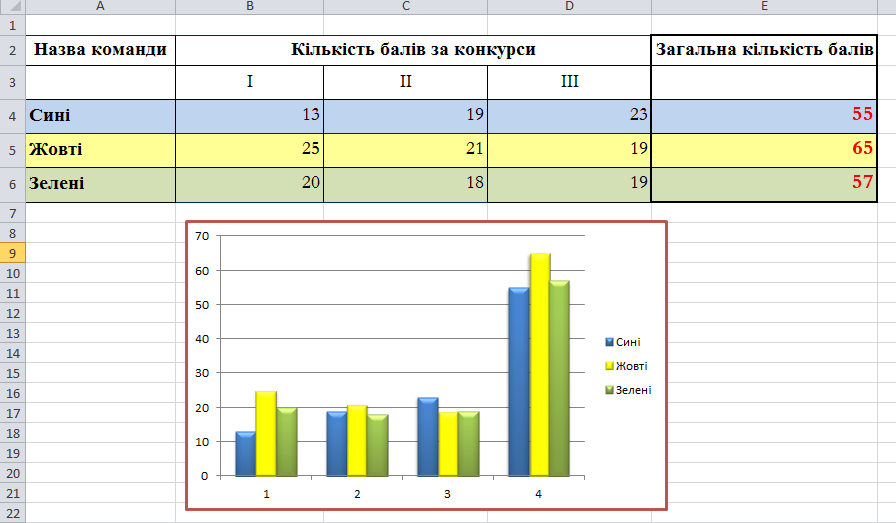 A B C D E
1
2 Назва команди Кількість балів за конкурси Загальна кількість балів
3 I II III
4 Сині 13 19 23 55
5 Жовті 25 21 19 65
6 Зелені 20 18 19 57
7
8
9
10
11
12
13
14
15
16
17
18
19
20
21
22
70
60
50
40
30
20
10
0
1 2 3 4
Сині
Жовті
Зелені